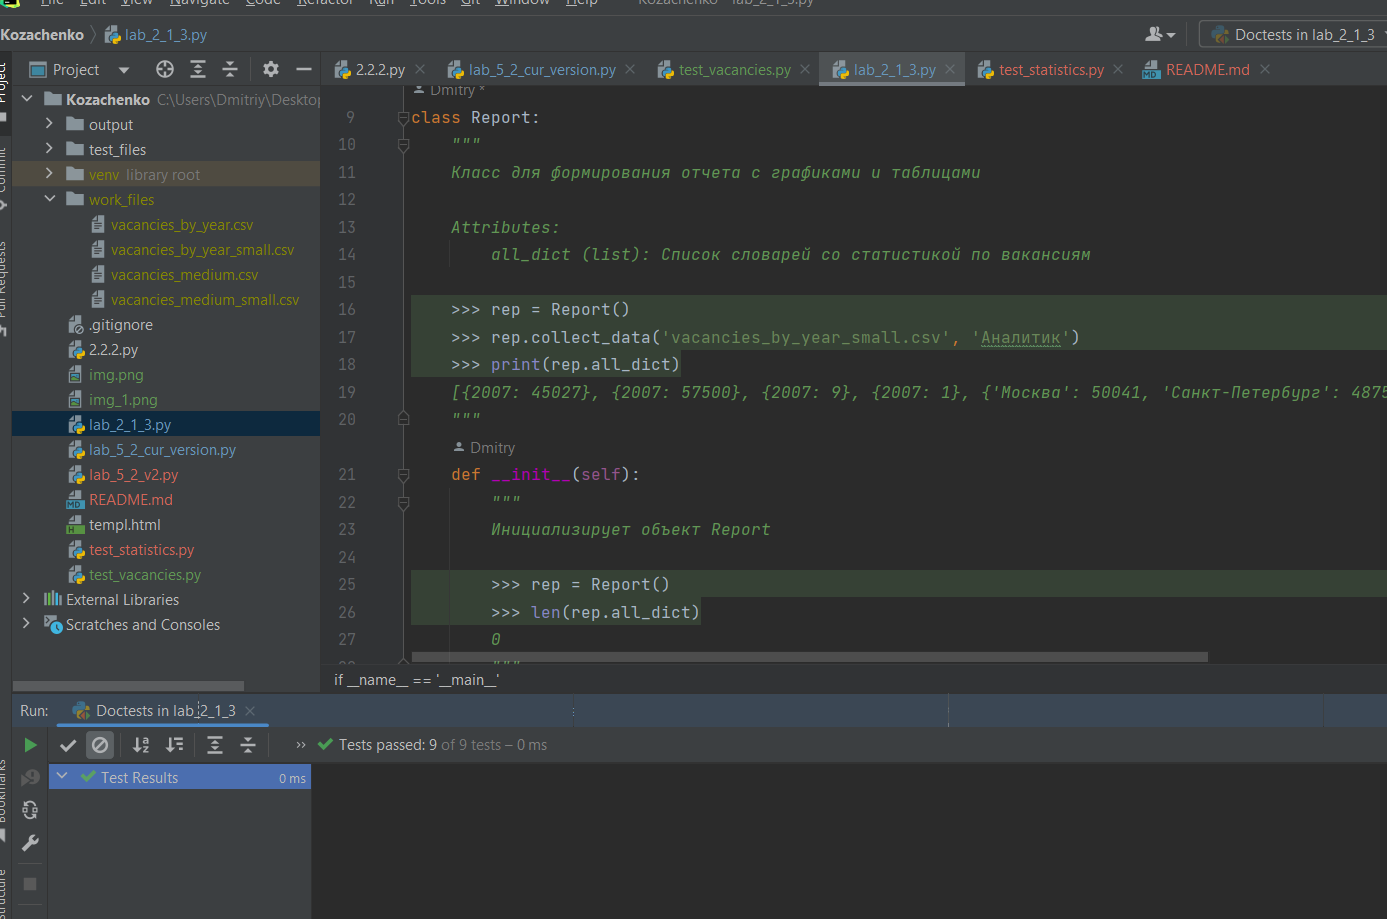 File Edit View Navigate Code Refactor Run Tools Git Window Help Kozachenko - lab_2_1_3.py
Kozachenko lab_2_1_3.py Doctests in lab_2_1_3
Project 2.2.2.py lab_5_2_cur_version.py test_vacancies.py lab_2_1_3.py test_statistics.py README.md
Project
Commit
Pull Requests
Bookmarks
Structure
Kozachenko C:\Users\Dmitriy\Desktop
output
test_files
venv library root
work_files
vacancies_by_year.csv
vacancies_by_year_small.csv
vacancies_medium.csv
vacancies_medium_small.csv
.gitignore
2.2.2.py
img.png
img_1.png
lab_2_1_3.py
lab_5_2_cur_version.py
lab_5_2_v2.py
README.md
templ.html
test_statistics.py
test_vacancies.py
External Libraries
Scratches and Consoles
Dmitry *
9 class Report:
10 """
11 Класс для формирования отчета с графиками и таблицами
12
13 Attributes:
14 all_dict (list): Список словарей со статистикой по вакансиям
15
16 >>> rep = Report()
17 >>> rep.collect_data('vacancies_by_year_small.csv', 'Аналитик')
18 >>> print(rep.all_dict)
19 [{2007: 45027}, {2007: 57500}, {2007: 9}, {2007: 1}, {'Москва': 50041, 'Санкт-Петербург': 4875
20 """
Dmitry
21 def __init__(self):
22 """
23 Инициализирует объект Report
24
25 >>> rep = Report()
26 >>> len(rep.all_dict)
27 0
"""
if __name__ == '__main__'
Run: Doctests in lab_2_1_3
Tests passed: 9 of 9 tests – 0 ms
Test Results 0 ms